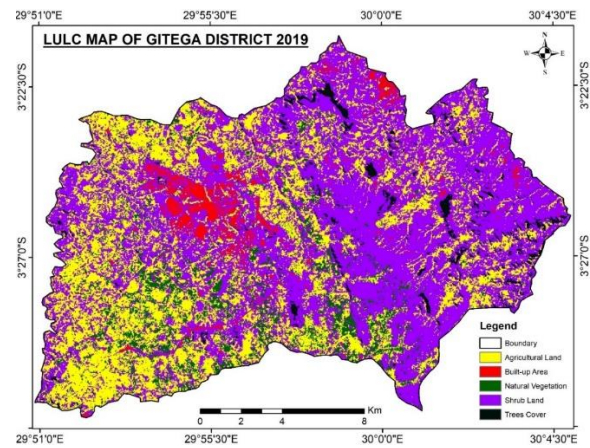 29°51'0"E 29°55'30"E 30°0'0"E 30°4'30"E
LULC MAP OF GITEGA DISTRICT 2019
N
W E
S
3°22'30"S 3°22'30"S
3°27'0"S 3°27'0"S
Legend
Boundary
Agricultural Land
Built-up Area
Natural Vegetation
Shrub Land
Trees Cover
Km
0 2 4 8
29°51'0"E 29°55'30"E 30°0'0"E 30°4'30"E